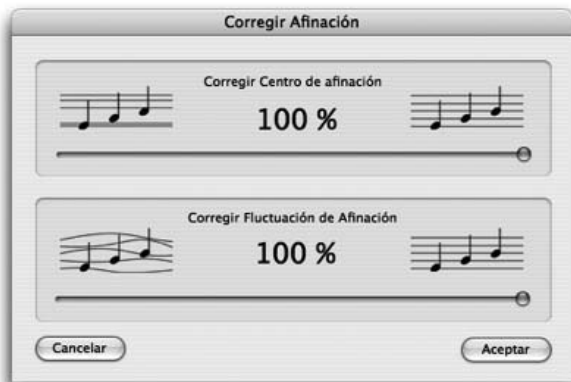 Corregir Afinación
Corregir Centro de afinación
100 %
Corregir Fluctuación de Afinación
100 %
Cancelar
Aceptar